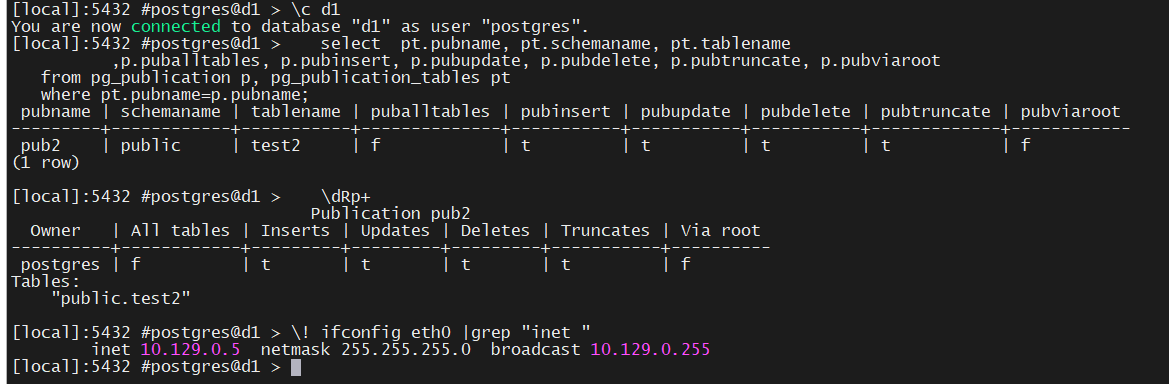 [local]:5432 #postgres@d1 > \c d1
You are now connected to database "d1" as user "postgres".
[local]:5432 #postgres@d1 >    select  pt.pubname, pt.schemaname, pt.tablename
          ,p.puballtables, p.pubinsert, p.pubupdate, p.pubdelete, p.pubtruncate, p.pubviaroot
   from pg_publication p, pg_publication_tables pt
   where pt.pubname=p.pubname;
 pubname | schemaname | tablename | puballtables | pubinsert | pubupdate | pubdelete | pubtruncate | pubviaroot
---------+------------+-----------+--------------+-----------+-----------+-----------+-------------+------------
 pub2    | public     | test2     | f            | t         | t         | t         | t           | f
(1 row)
[local]:5432 #postgres@d1 >    \dRp+
                              Publication pub2
  Owner   | All tables | Inserts | Updates | Deletes | Truncates | Via root
----------+------------+---------+---------+---------+-----------+----------
 postgres | f          | t       | t       | t       | t         | f
Tables:
    "public.test2"
[local]:5432 #postgres@d1 > \! ifconfig eth0 |grep "inet "
        inet 10.129.0.5  netmask 255.255.255.0  broadcast 10.129.0.255
[local]:5432 #postgres@d1 >